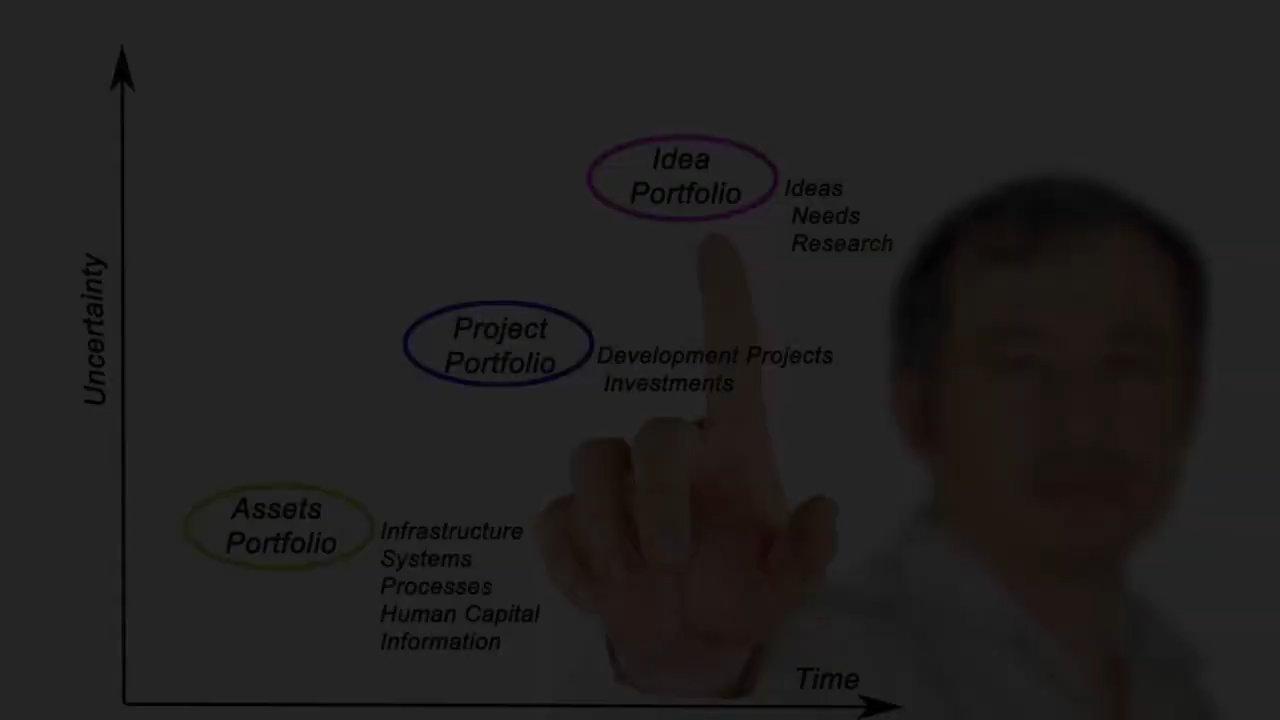 Idea
Portfolio
Ideas
Needs
Research
Uncertainty
Project
Portfolio
Development Projects
Investments
Assets
Portfolio
Infrastructure
Systems
Processes
Human Capital
Information
Time